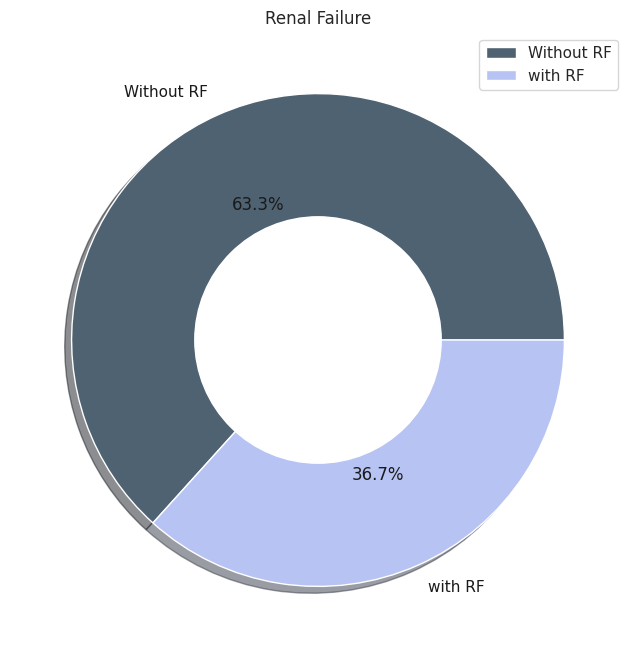 Renal Failure
Without RF
with RF
Without RF
63.3%
36.7%
with RF